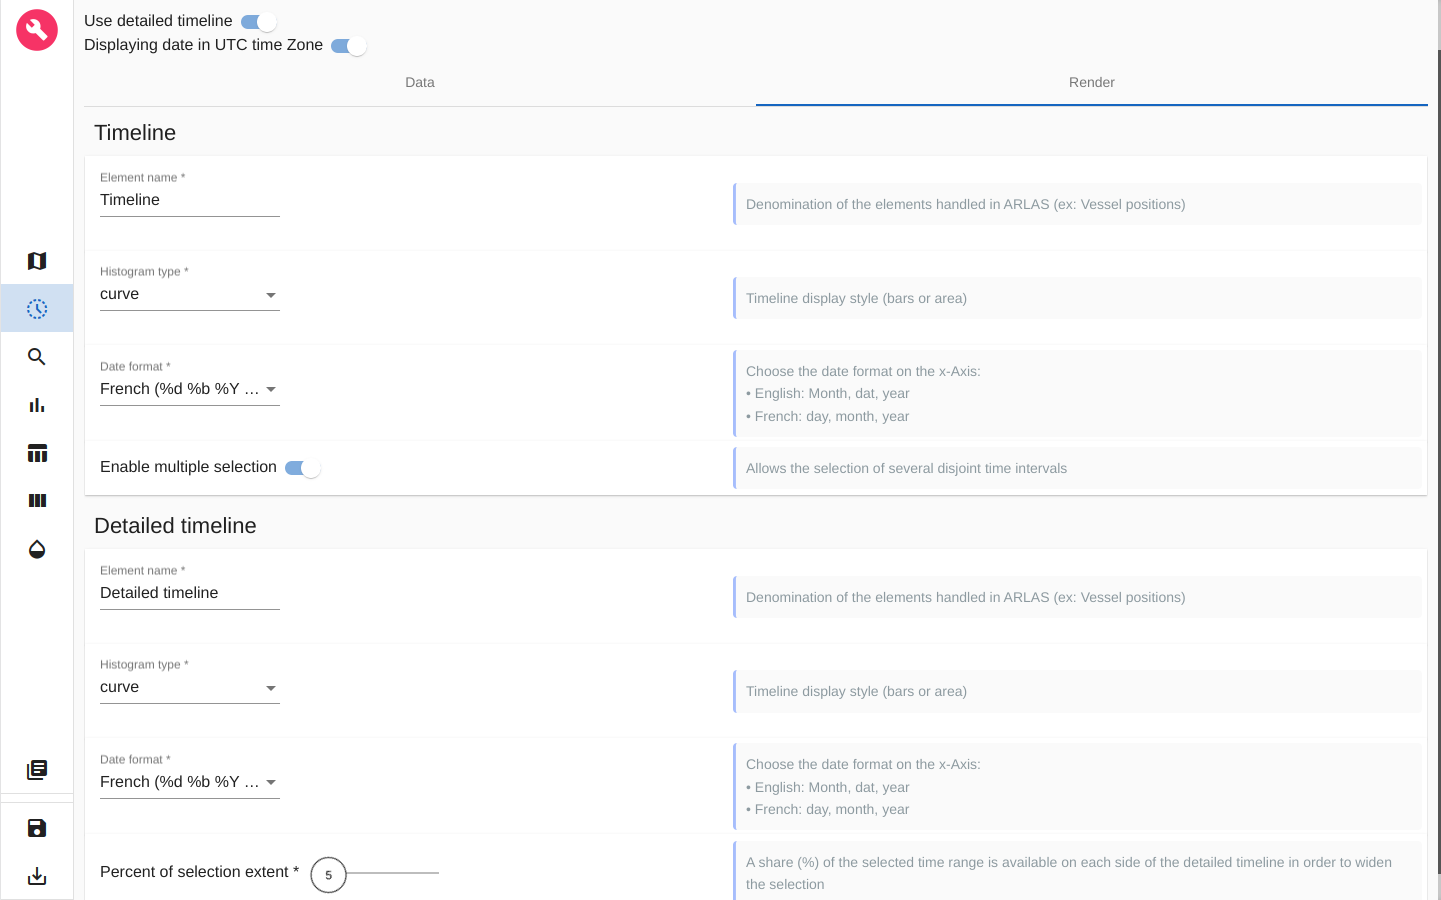 Use detailed timeline
Displaying date in UTC time Zone
Data
Render
Timeline
Element name *
Timeline
Denomination of the elements handled in ARLAS (ex: Vessel positions)
Histogram type *
curve
Timeline display style (bars or area)
Date format *
French (%d %b %Y ...
Choose the date format on the x-Axis:
• English: Month, dat, year
• French: day, month, year
Enable multiple selection
Allows the selection of several disjoint time intervals
Detailed timeline
Element name *
Detailed timeline
Denomination of the elements handled in ARLAS (ex: Vessel positions)
Histogram type *
curve
Timeline display style (bars or area)
Date format *
French (%d %b %Y ...
Choose the date format on the x-Axis:
• English: Month, dat, year
• French: day, month, year
Percent of selection extent *
5
A share (%) of the selected time range is available on each side of the detailed timeline in order to widen
the selection